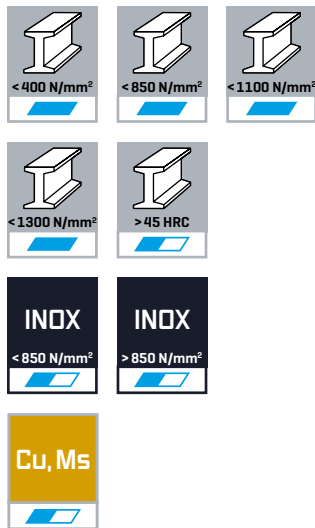 <400 N/mm² <850 N/mm² <1100 N/mm²
<1300 N/mm² >45 HRC
INOX INOX
<850 N/mm² >850 N/mm²
Cu, Ms